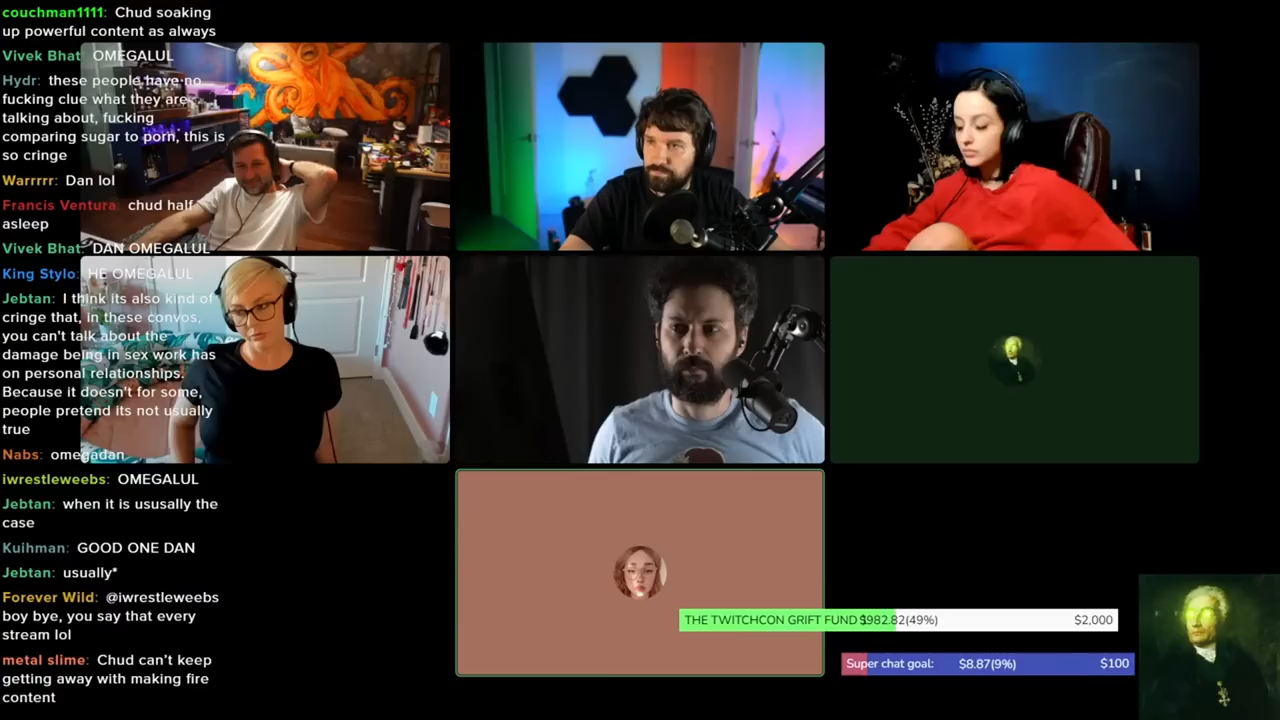 couchman1111: Chud soaking
up powerful content as always
Vivek Bhat: OMEGALUL
Hydr: these people have no
fucking clue what they are
talking about, fucking
comparing sugar to porn, this is
so cringe
Warrrrr: Dan lol
Francis Ventura: chud half
asleep
Vivek Bhat: DAN OMEGALUL
King Stylo: HE OMEGALUL
Jebtan: I think its also kind of
cringe that, in these convos,
you can't talk about the
damage being in sex work has
on personal relationships.
Because it doesn't for some,
people pretend its not usually
true
Nabs: omegadan
iwrestleweebs: OMEGALUL
Jebtan: when it is ususally the
case
Kuihman: GOOD ONE DAN
Jebtan: usually*
Forever Wild: @iwrestleweebs
boy bye, you say that every
stream lol
metal slime: Chud can't keep
getting away with making fire
content
THE TWITCHCON GRIFT FUND $982.82(49%) $2,000
Super chat goal: $8.87(9%) $100